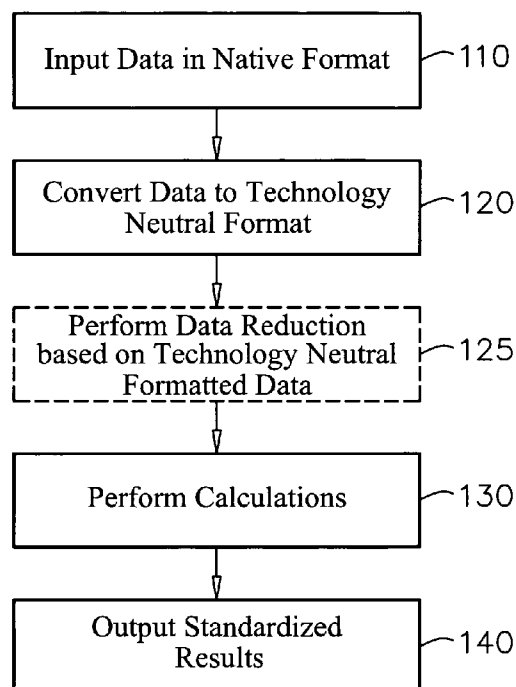 Input Data in Native Format
110
Convert Data to Technology
Neutral Format
120
Perform Data Reduction
based on Technology Neutral
Formatted Data
125
Perform Calculations
130
Output Standardized
Results
140